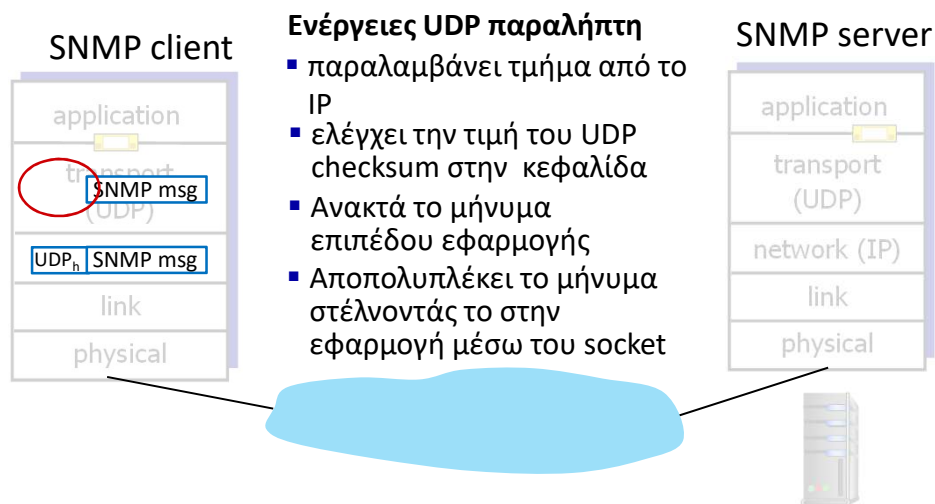 SNMP client
application
transport
(UDP)
SNMP msg
UDPh SNMP msg
link
physical
Ενέργειες UDP παραλήπτη
▪ παραλαμβάνει τμήμα από το
IP
▪ ελέγχει την τιμή του UDP
checksum στην κεφαλίδα
▪ Ανακτά το μήνυμα
επιπέδου εφαρμογής
▪ Αποπολυπλέκει το μήνυμα
στέλνοντάς το στην
εφαρμογή μέσω του socket
SNMP server
application
transport
(UDP)
network (IP)
link
physical